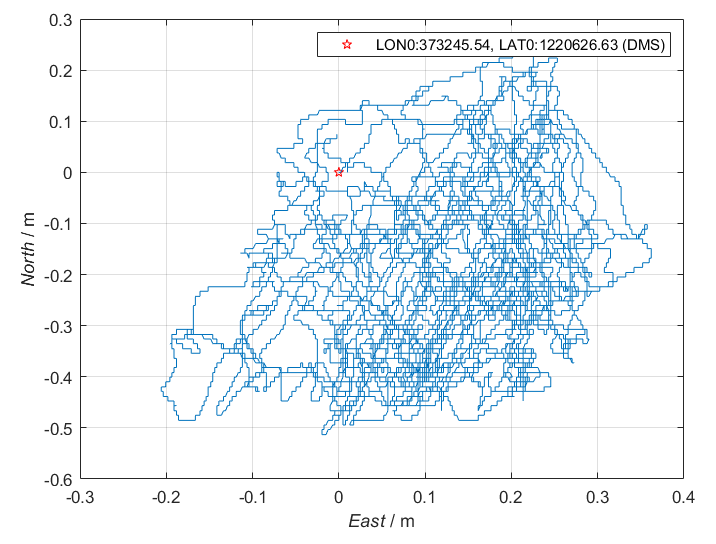 LON0:373245.54, LAT0:1220626.63 (DMS)
0.3
0.2
0.1
0
-0.1
-0.2
-0.3
-0.4
-0.5
-0.6
North / m
-0.3 -0.2 -0.1 0 0.1 0.2 0.3 0.4
East / m